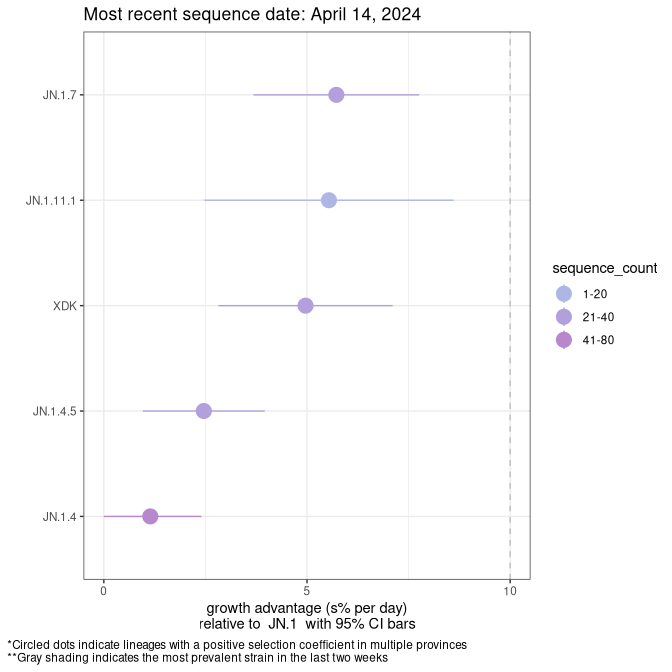 Most recent sequence date: April 14, 2024
JN.1.7
JN.1.11.1
XDK
JN.1.4.5
JN.1.4
0
5
10
growth advantage (s% per day)
relative to  JN.1  with 95% CI bars
sequence_count
1-20
21-40
41-80
*Circled dots indicate lineages with a positive selection coefficient in multiple provinces
**Gray shading indicates the most prevalent strain in the last two weeks